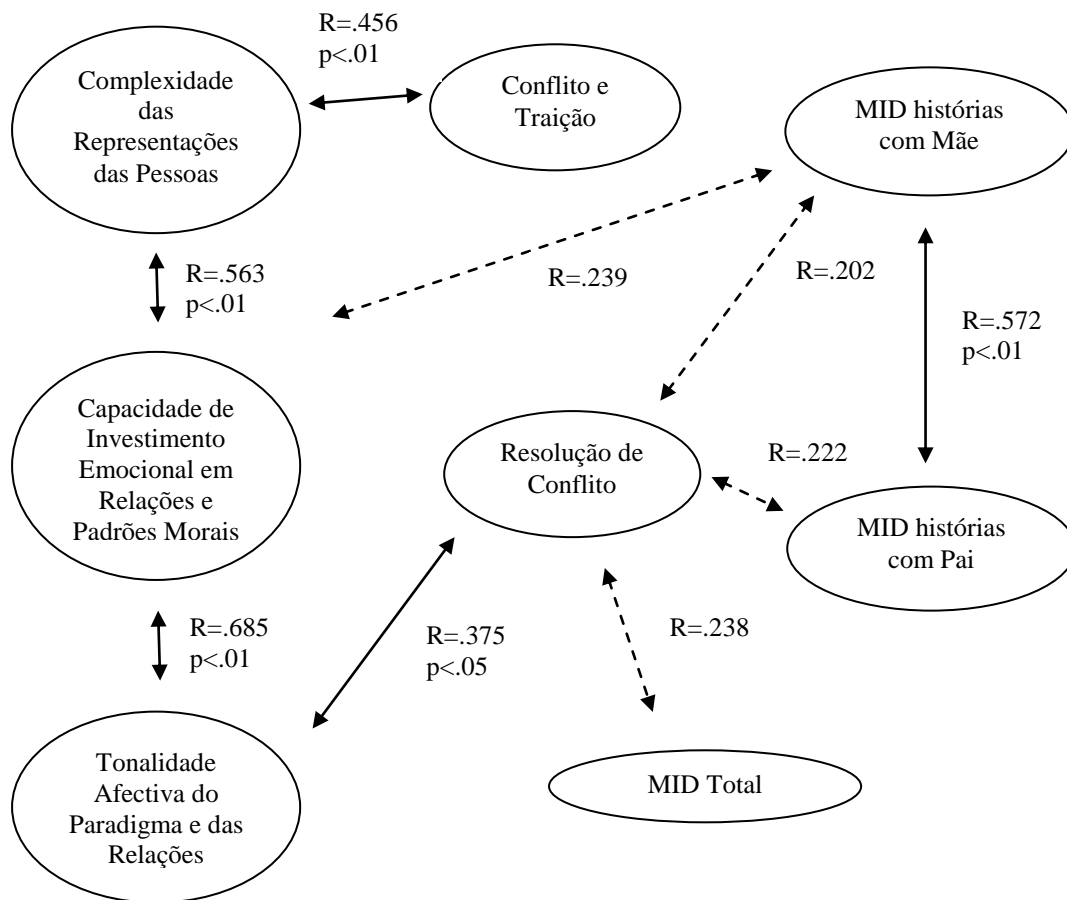 R=.456
p<.01
Complexidade
das
Representações
das Pessoas
Conflito e
Traição
MID histórias
com Mãe
R=.563
p<.01
R=.239
R=.202
R=.572
p<.01
Capacidade de
Investimento
Emocional em
Relações e
Padrões Morais
Resolução de
Conflito
R=.222
MID histórias
com Pai
R=.685
p<.01
R=.375
p<.05
R=.238
Tonalidade
Afectiva do
Paradigma e das
Relações
MID Total